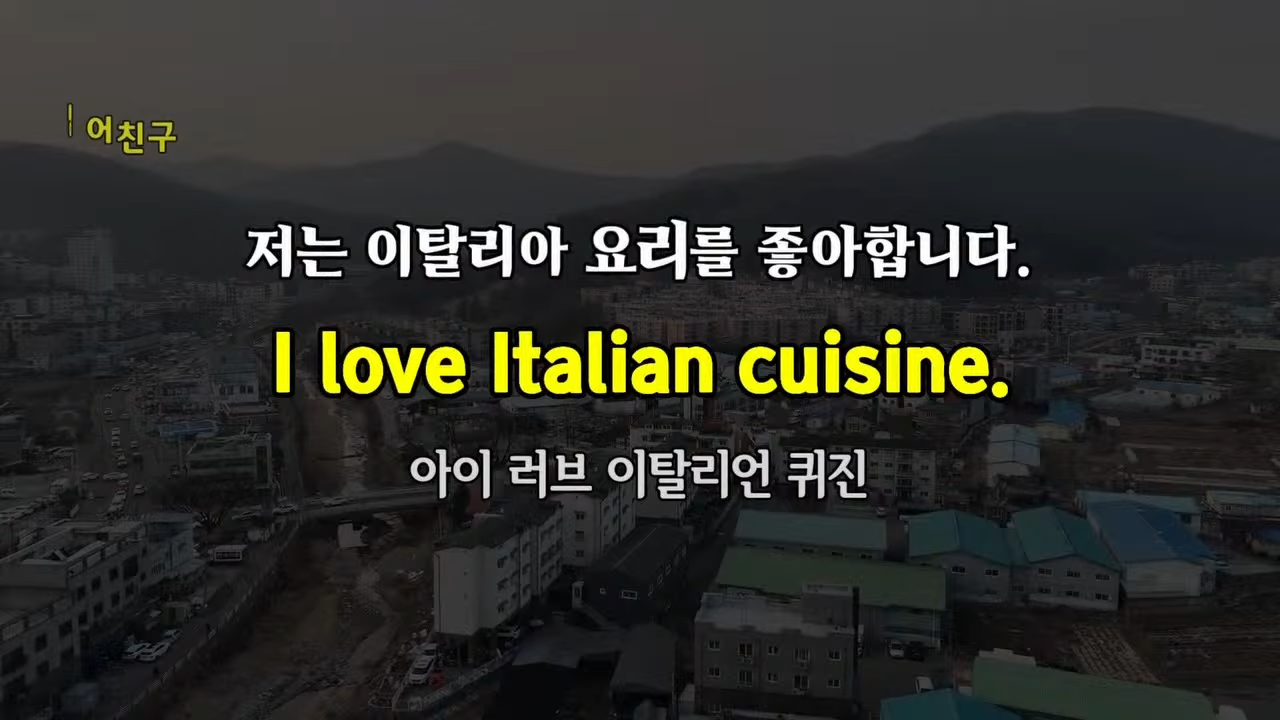 어친구
저는 이탈리아 요리를 좋아합니다.
I love Italian cuisine.
아이 러브 이탈리언 퀴진